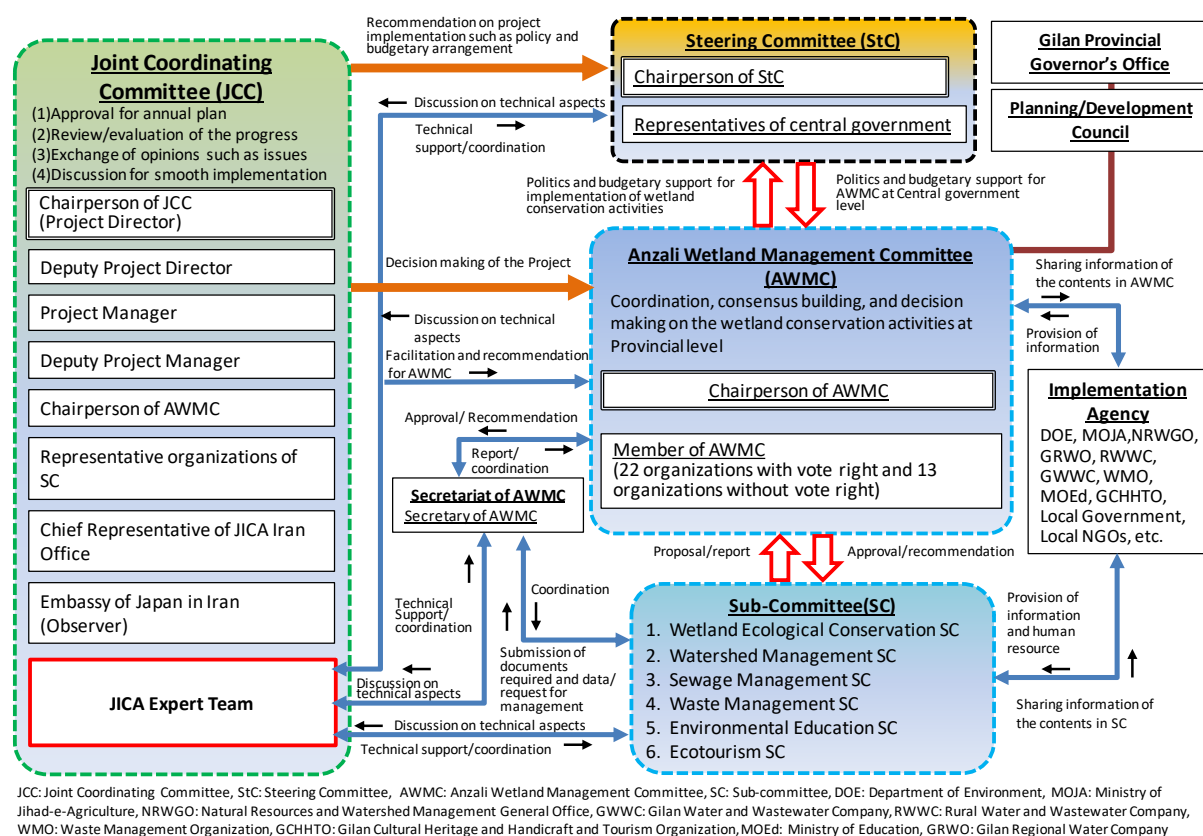 Joint Coordinating
Committee (JCC)
(1)Approval for annual plan
(2)Review/evaluation of the progress
(3)Exchange of opinions such as issues
(4)Discussion for smooth implementation
Chairperson of JCC
(Project Director)
Deputy Project Director
Project Manager
Deputy Project Manager
Chairperson of AWMC
Representative organizations of
SC
Chief Representative of JICA Iran
Office
Embassy of Japan in Iran
(Observer)
JICA Expert Team
Recommendation on project
implementation such as policy and
budgetary arrangement
Discussion on technical aspects
Technical
support/coordination
Steering Committee (StC)
Chairperson of StC
Representatives of central government
Gilan Provincial
Governor's Office
Planning/Development
Council
Politics and budgetary support for
implementation of wetland
conservation activities
Politics and budgetary support for
AWMC at Central government
level
Decision making of the Project
Discussion on technical
aspects
Facilitation and recommendation
for AWMC
Anzali Wetland Management Committee
(AWMC)
Coordination, consensus building, and decision
making on the wetland conservation activities at
Provincial level
Chairperson of AWMC
Member of AWMC
(22 organizations with vote right and 13
organizations without vote right)
Sharing information of
the contents in AWMC
Provision of
information
Implementation
Agency
DOE, MOJA,NRWGO,
GRWO, RWWC,
GWWC, WMO,
MOEd, GCHHTO,
Local Government,
Local NGOs, etc.
Approval/ Recommendation
Report/
coordination
Secretariat of AWMC
Secretary of AWMC
Proposal/report
Approval/recommendation
Technical
Support/
coordination
Coordination
Submission of
documents
required and data/
request for
management
Discussion on
technical aspects
Discussion on technical aspects
Technical support/coordination
Sub-Committee(SC)
1. Wetland Ecological Conservation SC
2. Watershed Management SC
3. Sewage Management SC
4. Waste Management SC
5. Environmental Education SC
6. Ecotourism SC
Provision of
information
and human
resource
Sharing information of
the contents in SC
JCC: Joint Coordinating Committee, StC: Steering Committee, AWMC: Anzali Wetland Management Committee, SC: Sub-committee, DOE: Department of Environment, MOJA: Ministry of
Jihad-e-Agriculture, NRWGO: Natural Resources and Watershed Management General Office, GWWC: Gilan Water and Wastewater Company, RWWC: Rural Water and Wastewater Company,
WMO: Waste Management Organization, GCHHTO: Gilan Cultural Heritage and Handicraft and Tourism Organization, MOEd: Ministry of Education, GRWO: Gilan Regional Water Company